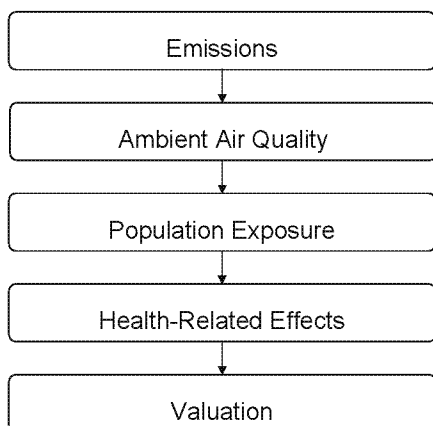 Emissions
Ambient Air Quality
Population Exposure
Health-Related Effects
Valuation